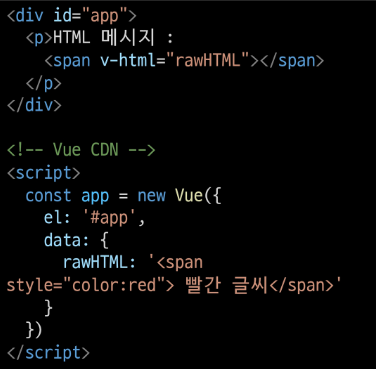 <div id="app">
  <p>HTML 메시지 :
    <span v-html="rawHTML"></span>
  </p>
</div>

<!-- Vue CDN -->
<script>
  const app = new Vue({
    el: '#app',
    data: {
      rawHTML: '<span
style="color:red"> 빨간 글씨</span>'
    }
  })
</script>